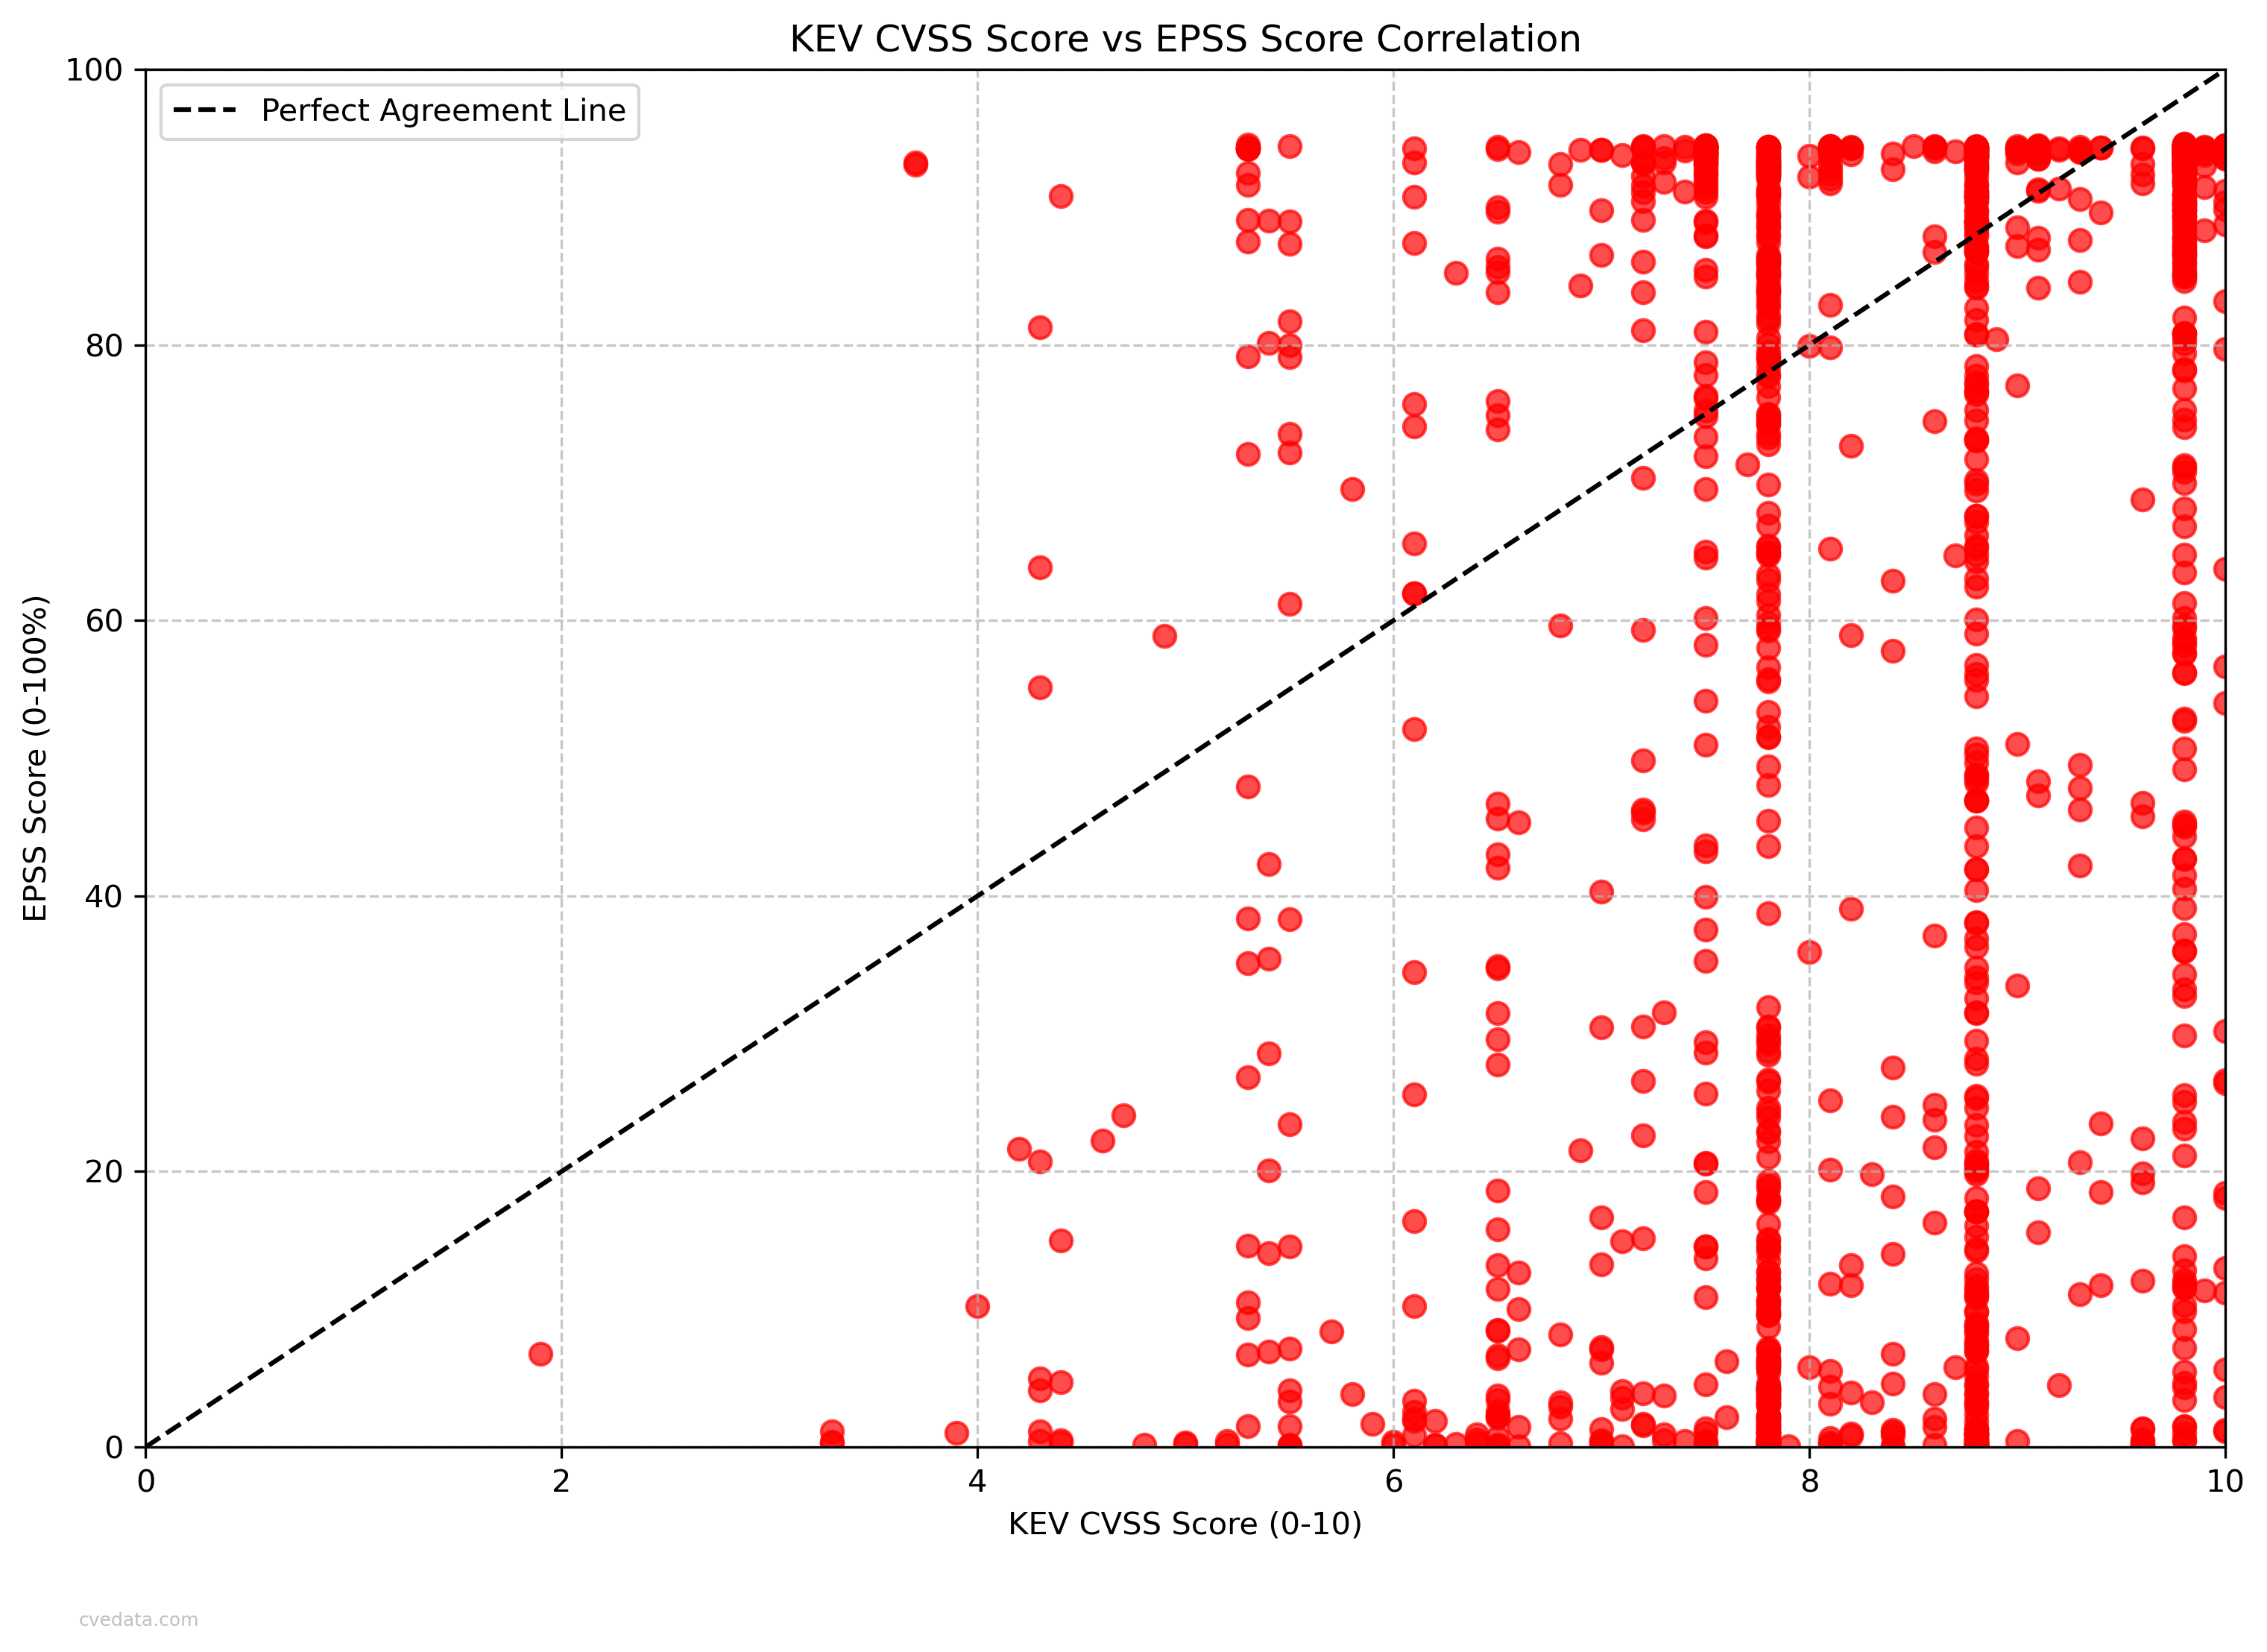 KEV CVSS Score vs EPSS Score Correlation
Perfect Agreement Line
EPSS Score (0-100%)
100
80
60
40
20
0
0 2 4 6 8 10
KEV CVSS Score (0-10)
cvedata.com